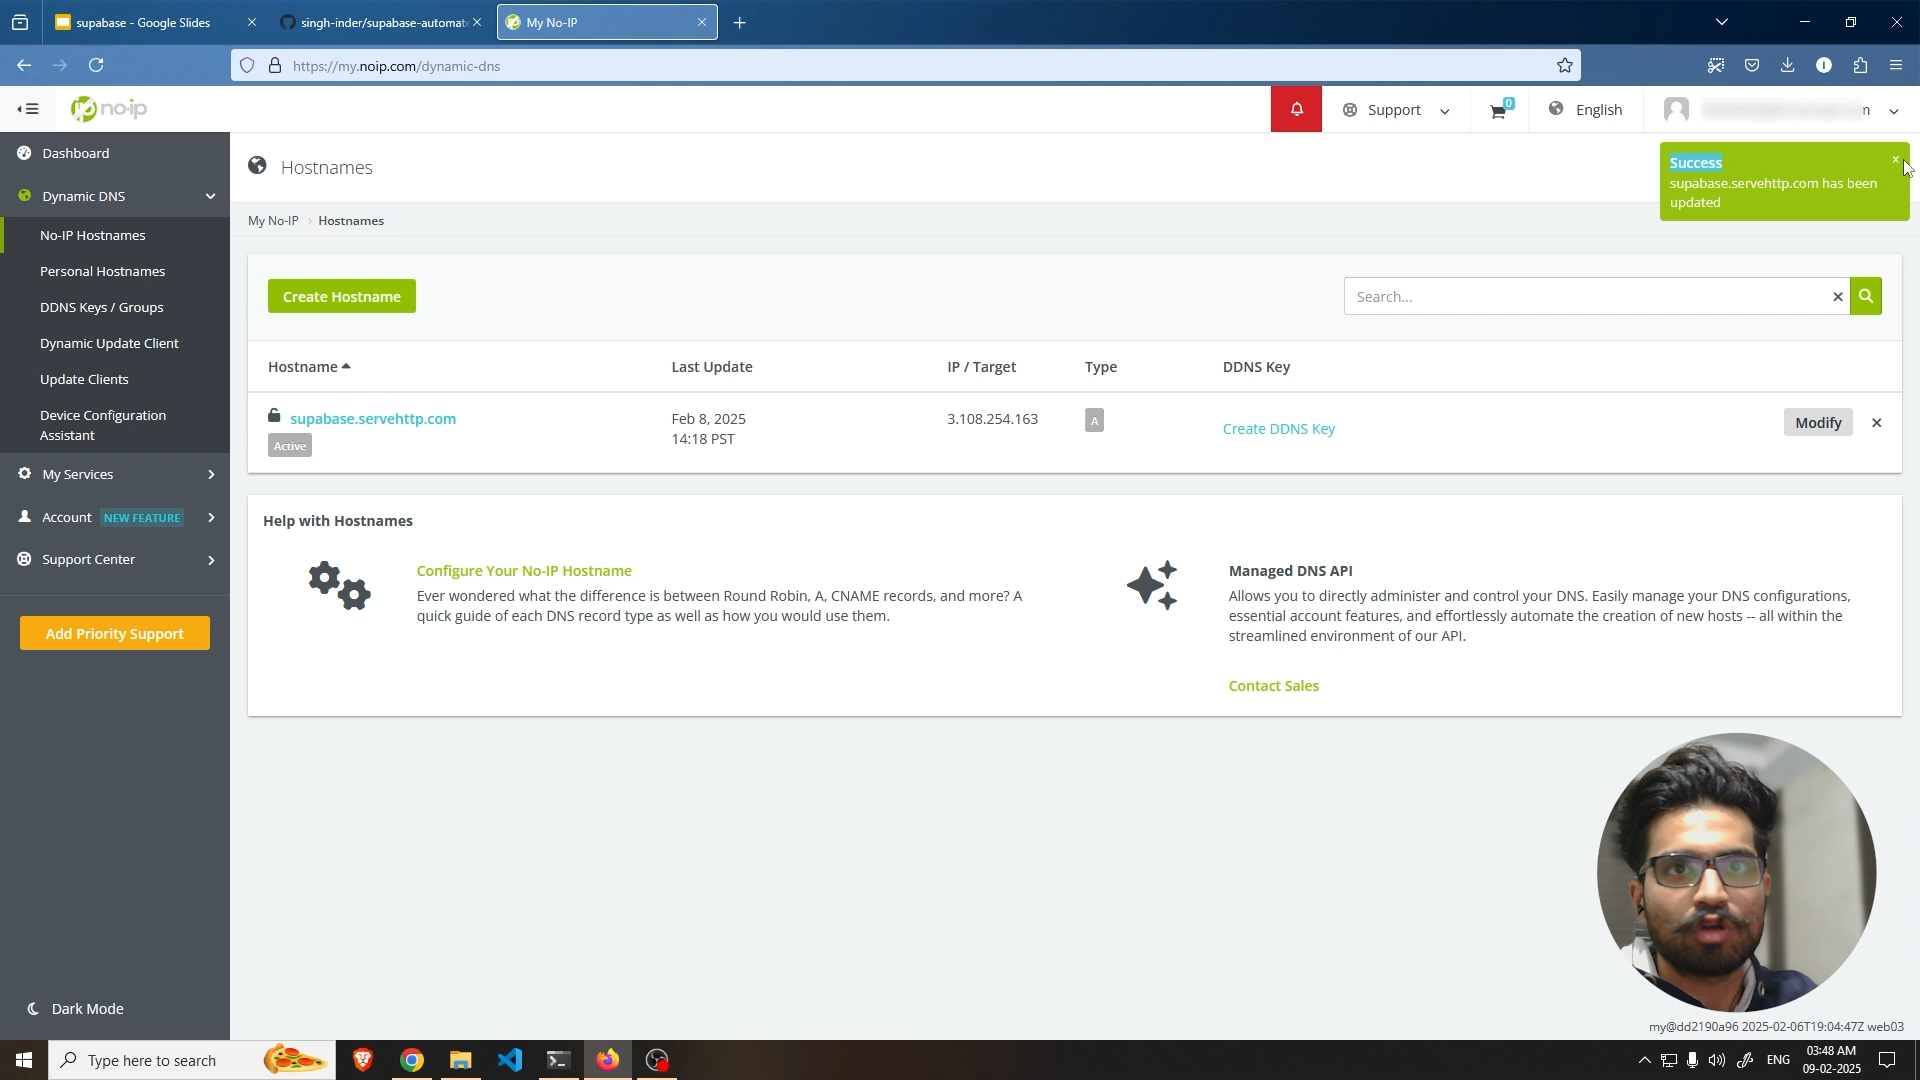 supabase - Google Slides
singh-inder/supabase-automat
My No-IP
https://my.noip.com/dynamic-dns
no-ip
Support
0
English
Dashboard
Dynamic DNS
No-IP Hostnames
Personal Hostnames
DDNS Keys / Groups
Dynamic Update Client
Update Clients
Device Configuration
Assistant
My Services
Account NEW FEATURE
Support Center
Add Priority Support
Dark Mode
Hostnames
Success
supabase.servehttp.com has been
updated
My No-IP Hostnames
Create Hostname
Search...
Hostname Last Update IP / Target Type DDNS Key
supabase.servehttp.com Feb 8, 2025 3.108.254.163 A Create DDNS Key Modify
Active 14:18 PST
Help with Hostnames
Configure Your No-IP Hostname
Ever wondered what the difference is between Round Robin, A, CNAME records, and more? A
quick guide of each DNS record type as well as how you would use them.
Managed DNS API
Allows you to directly administer and control your DNS. Easily manage your DNS configurations,
essential account features, and effortlessly automate the creation of new hosts -- all within the
streamlined environment of our API.
Contact Sales
my@dd2190a96 2025-02-06T19:04:47Z web03
Type here to search
ENG
03:48 AM
09-02-2025